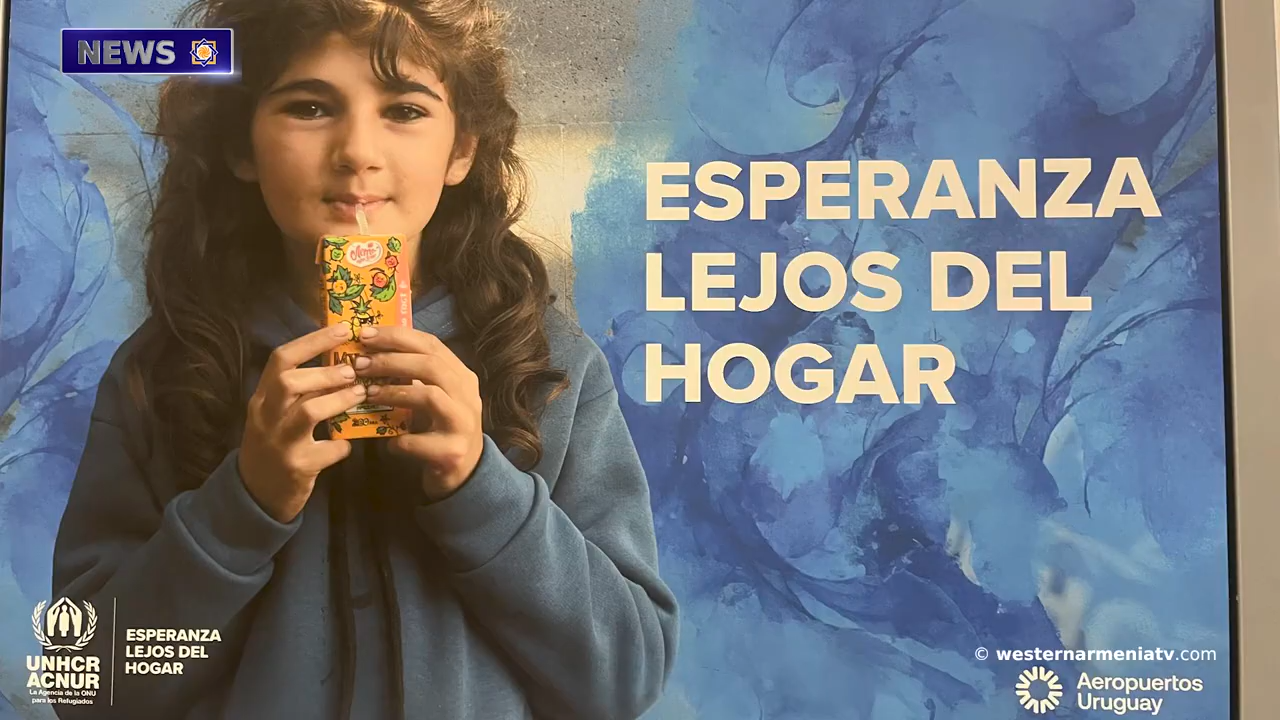 NEWS
ESPERANZA
LEJOS DEL
HOGAR
UNHCR
ACNUR
La Agencia de la ONU
para los Refugiados
ESPERANZA
LEJOS DEL
HOGAR
© westernarmeniatv.com
Aeropuertos
Uruguay